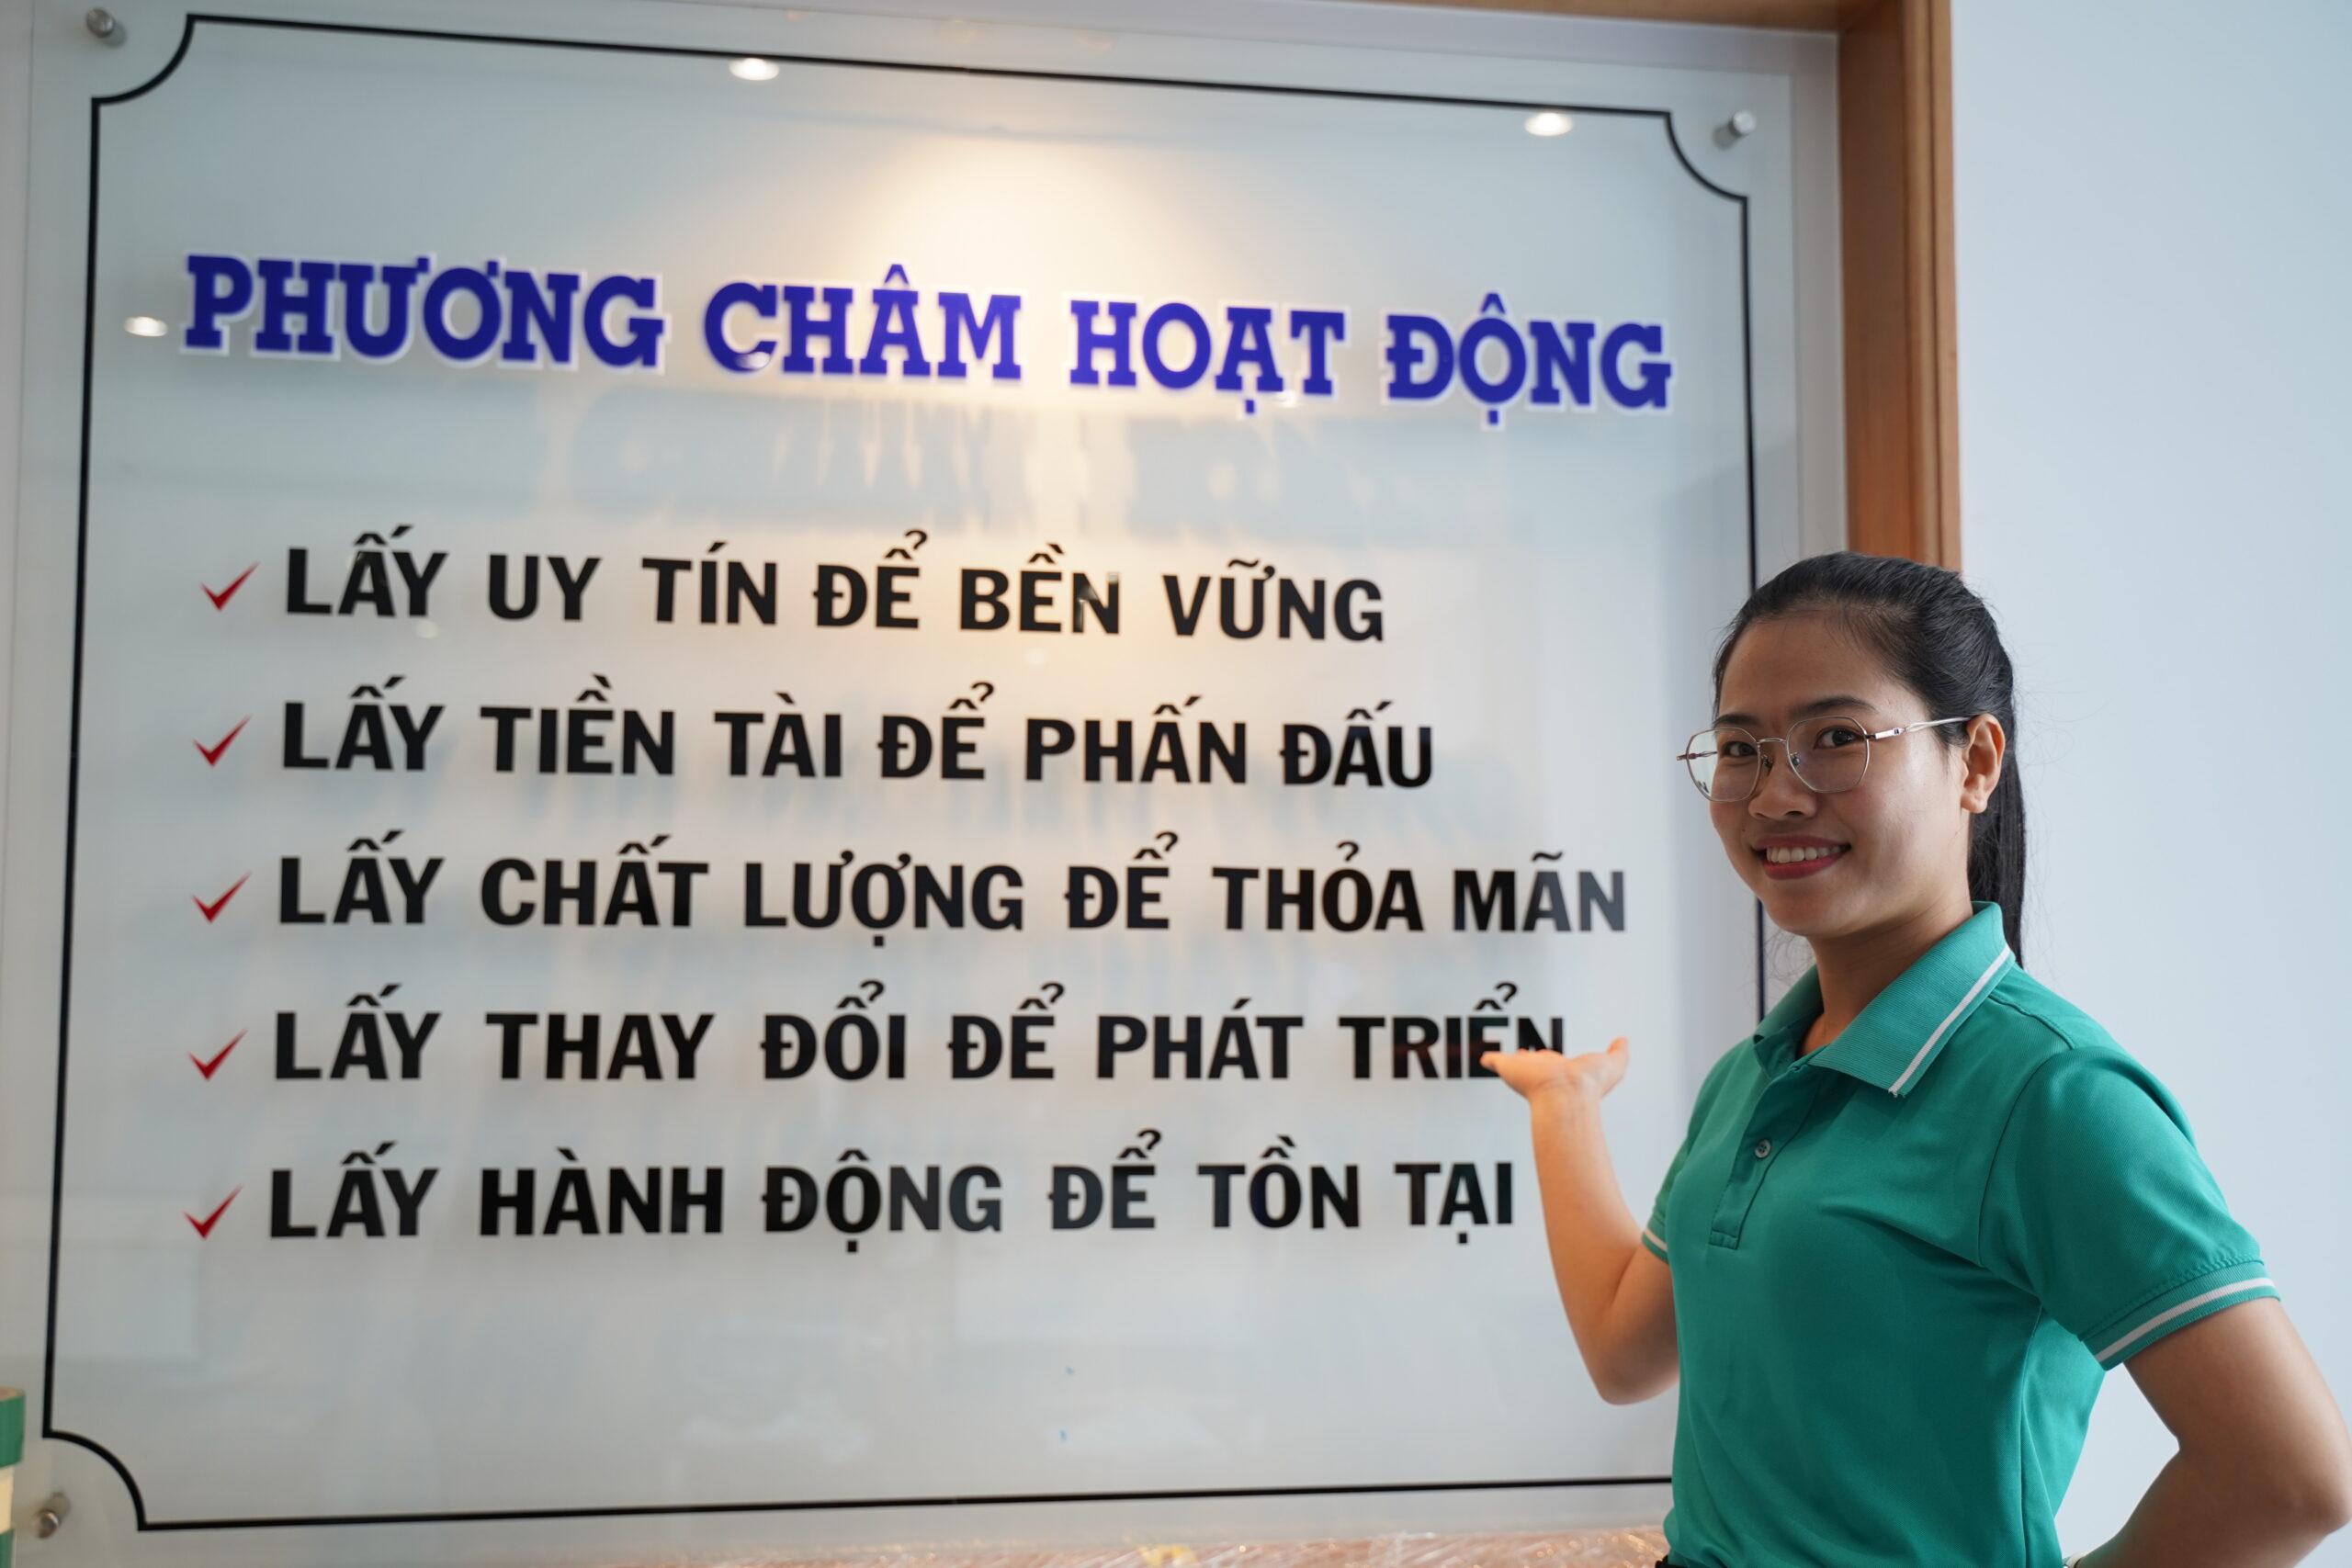 PHƯƠNG CHÂM HOẠT ĐỘNG
LẤY UY TÍN ĐỂ BỀN VỮNG
LẤY TIỀN TÀI ĐỂ PHẤN ĐẤU
LẤY CHẤT LƯỢNG ĐỂ THỎA MÃN
LẤY THAY ĐỔI ĐỂ PHÁT TRIỂN
LẤY HÀNH ĐỘNG ĐỂ TỒN TẠI